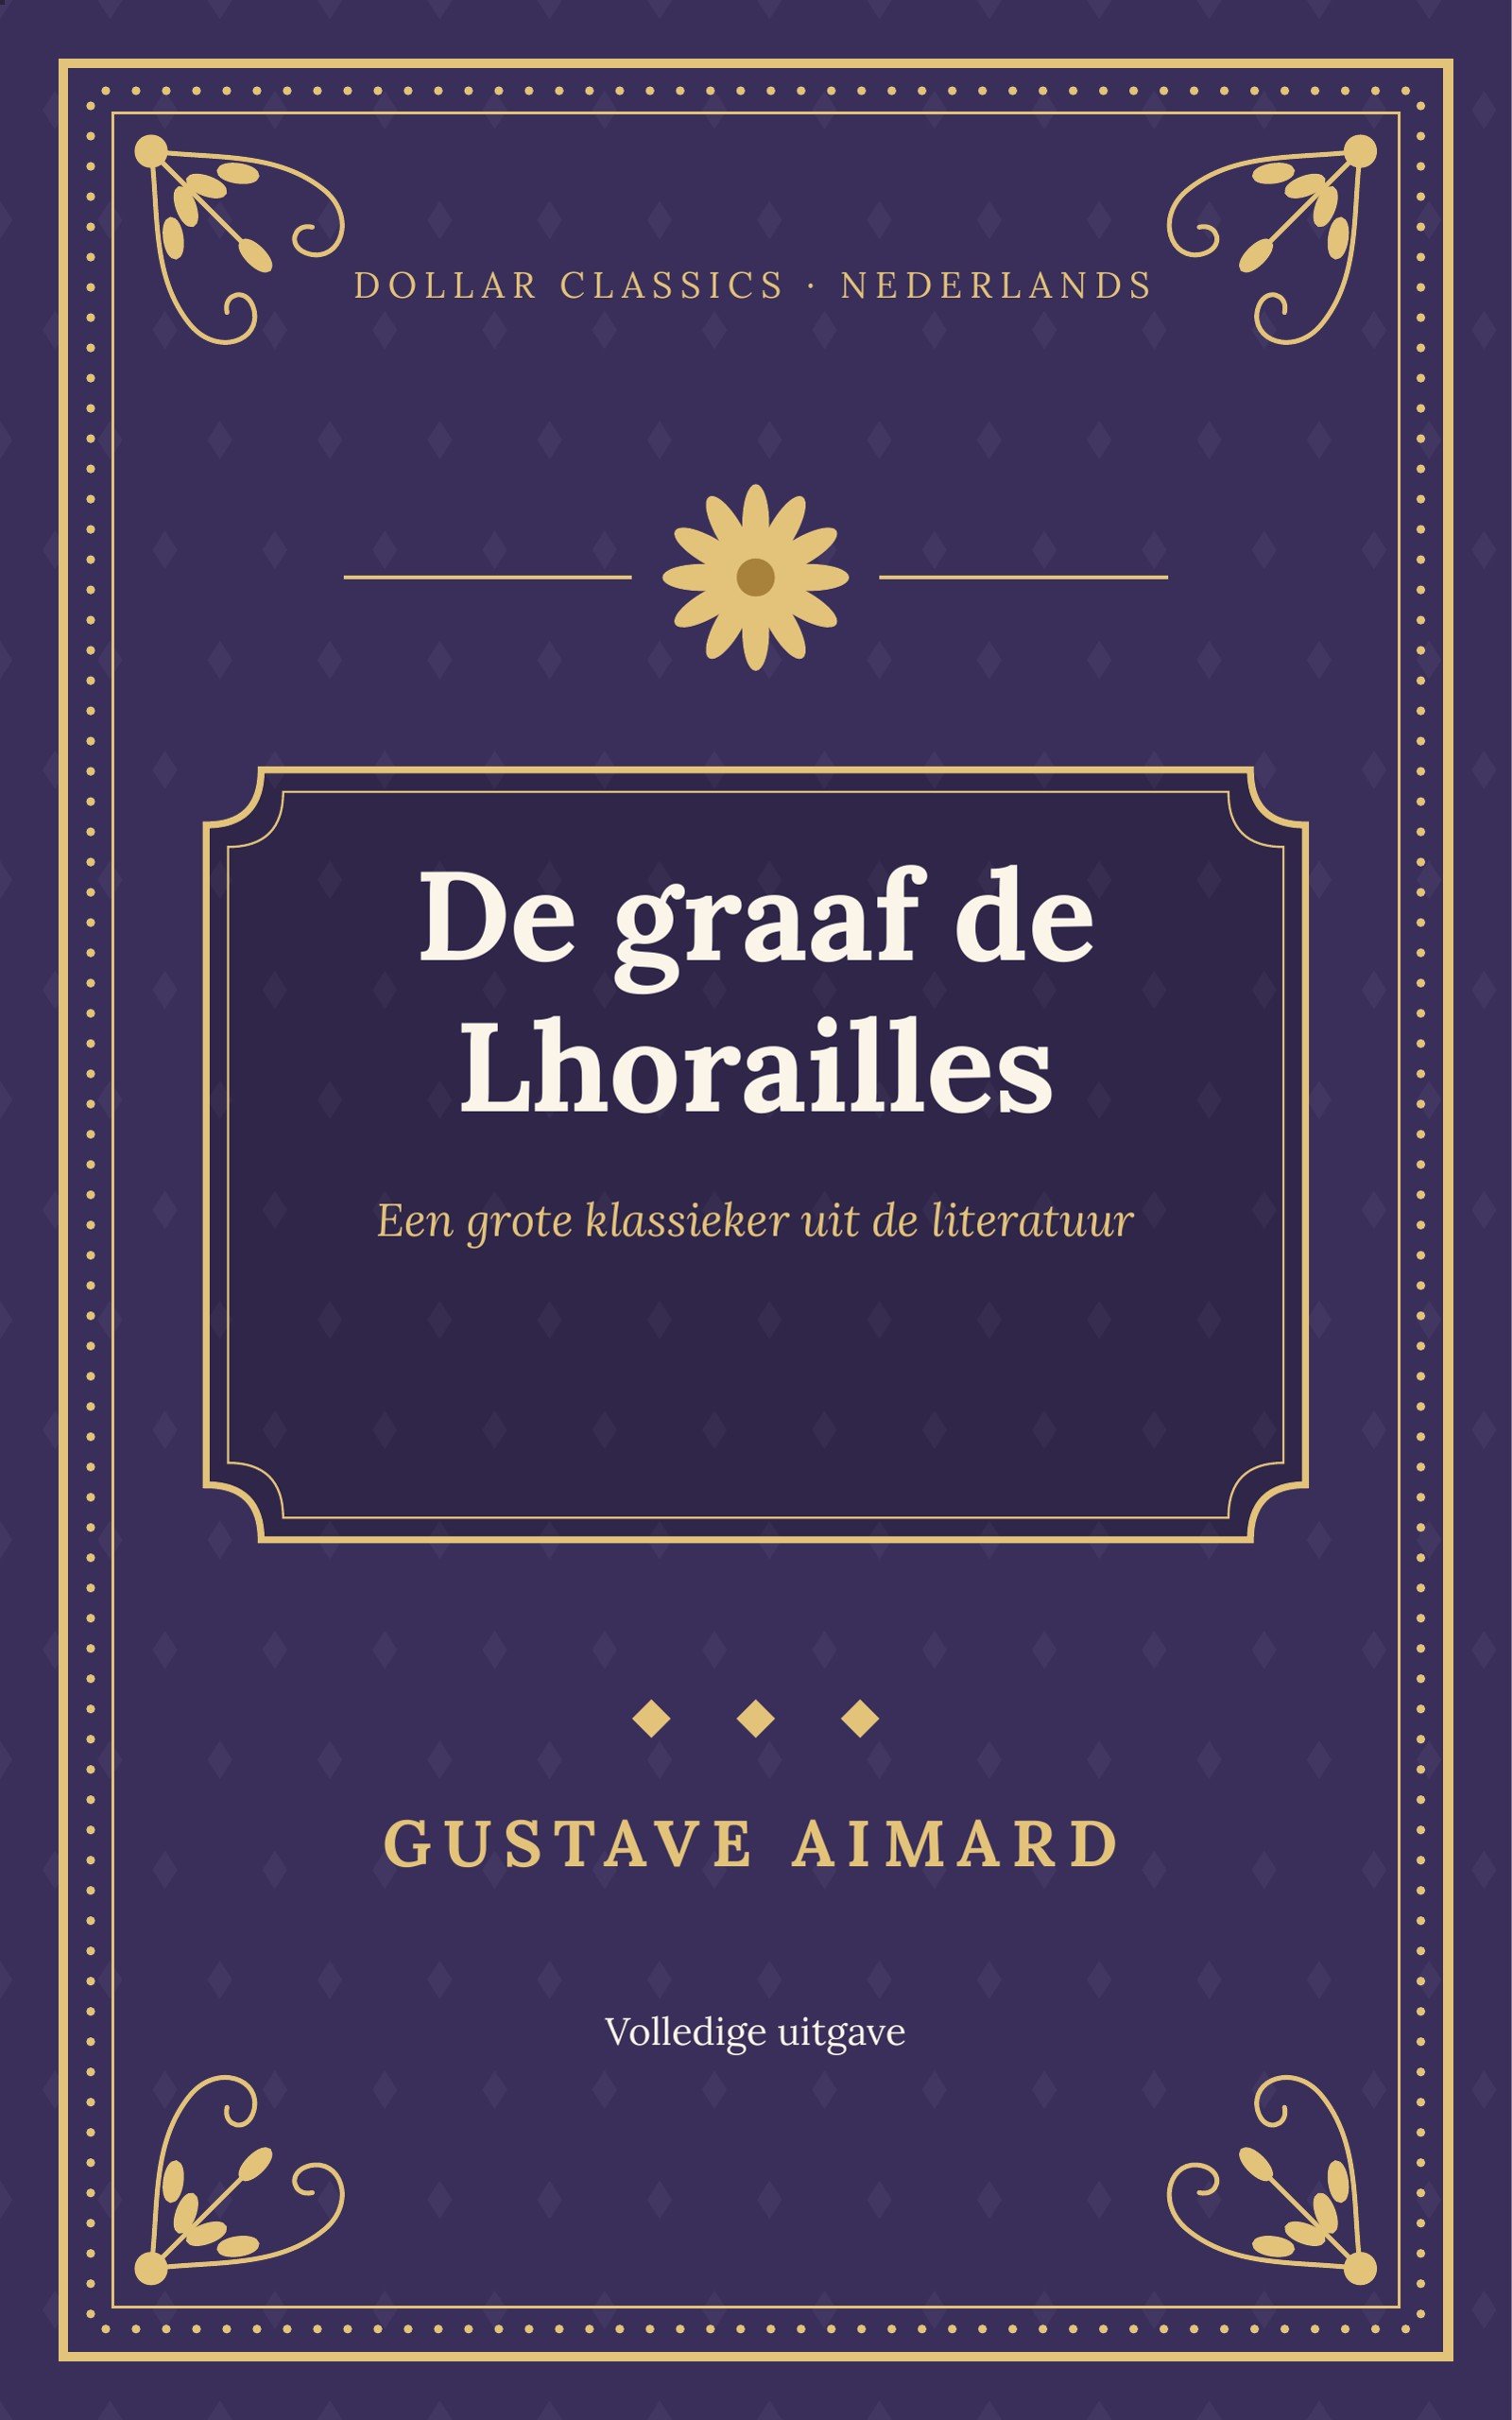 DOLLAR CLASSICS · NEDERLANDS
De graaf de
Lhorailles
Een grote klassieker uit de literatuur
GUSTAVE AIMARD
Volledige uitgave